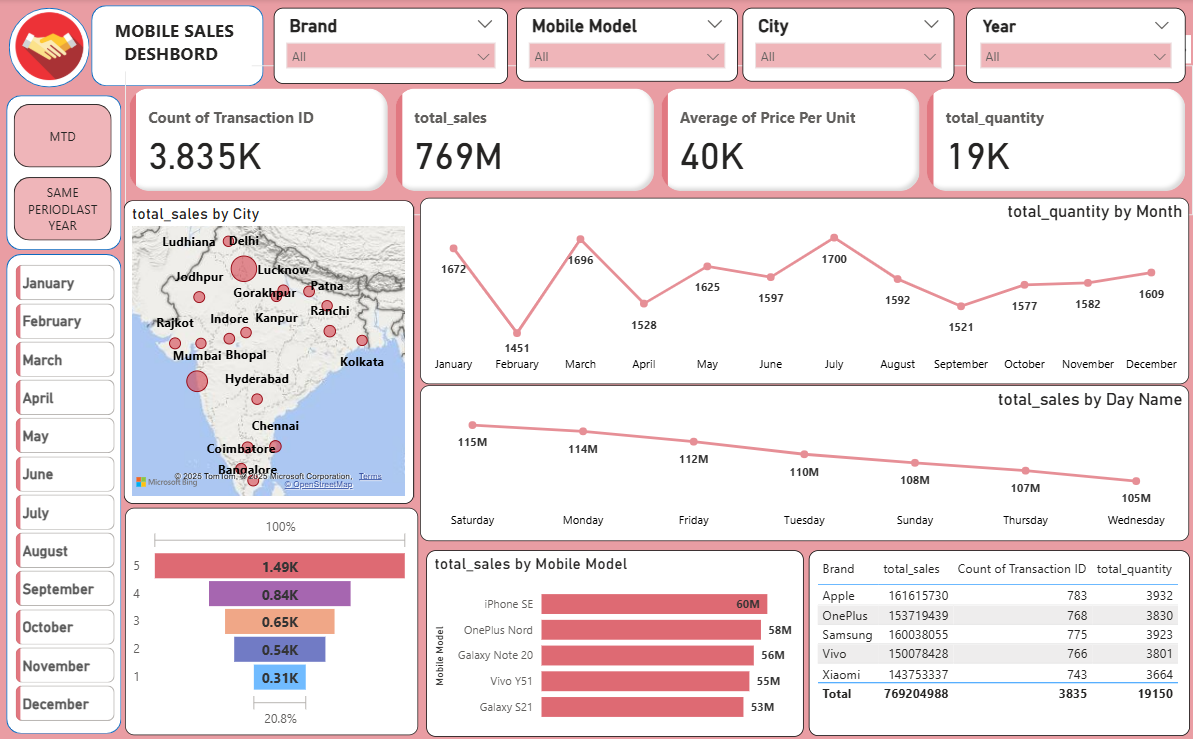 MOBILE SALES
DESHBORD
Brand
All
Mobile Model
All
City
All
Year
All
MTD
SAME
PERIODLAST
YEAR
Count of Transaction ID
3.835K
total_sales
769M
Average of Price Per Unit
40K
total_quantity
19K
January
February
March
April
May
June
July
August
September
October
November
December
total_sales by City
Ludhiana
Delhi
Lucknow
Jodhpur
Gorakhpur
Patna
Ranchi
Rajkot
Indore
Kanpur
Mumbai
Bhopal
Kolkata
Hyderabad
Chennai
Coimbatore
Bangalore
Microsoft Bing
© 2025 TomTom, © 2025 Microsoft Corporation, Terms
© OpenStreetMap
total_quantity by Month
1672
1451
1696
1528
1625
1597
1700
1592
1521
1577
1582
1609
January February March April May June July August September October November December
total_sales by Day Name
115M
114M
112M
110M
108M
107M
105M
Saturday Monday Friday Tuesday Sunday Thursday Wednesday
100%
5 1.49K
4 0.84K
3 0.65K
2 0.54K
1 0.31K
20.8%
total_sales by Mobile Model
Mobile Model
iPhone SE 60M
OnePlus Nord 58M
Galaxy Note 20 56M
Vivo Y51 55M
Galaxy S21 53M
Brand total_sales Count of Transaction ID total_quantity
Apple 161615730 783 3932
OnePlus 153719439 768 3830
Samsung 160038055 775 3923
Vivo 150078428 766 3801
Xiaomi 143753337 743 3664
Total 769204988 3835 19150